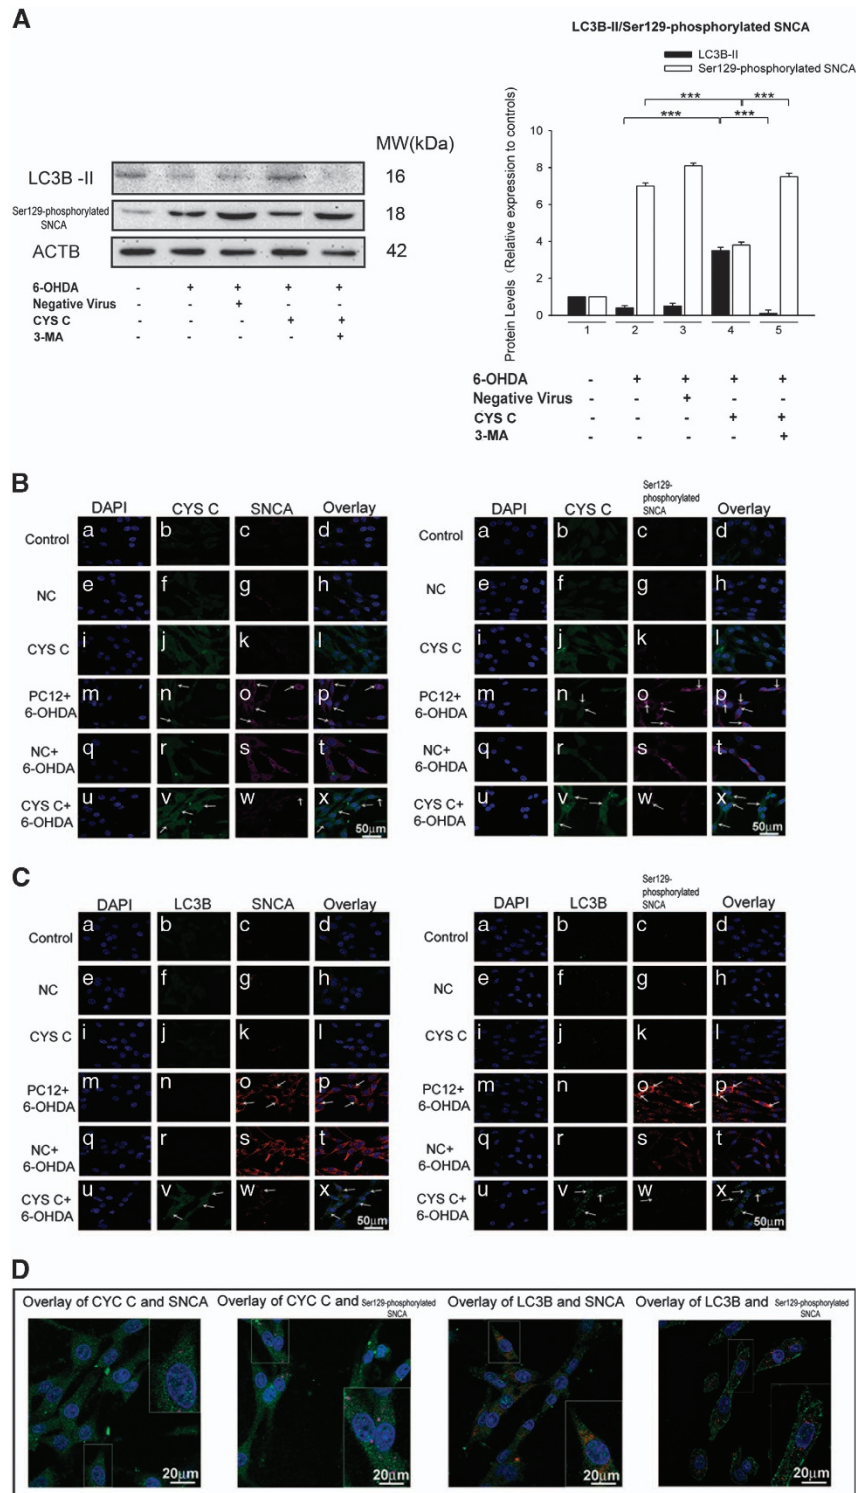 A
LC3B-II/Ser129-phosphorylated SNCA
LC3B-II
Ser129-phosphorylated SNCA
MW(kDa)
LC3B -II
16
Ser129-phosphorylated
SNCA
18
ACTB
42
6-OHDA - + + + +
Negative Virus - - + - -
CYS C - - - + +
3-MA - - - - +
Protein Levels (Relative expression to controls)
10
8
6
4
2
0
*** ***
*** ***
1 2 3 4 5
6-OHDA - + + + +
Negative Virus - - + - -
CYS C - - - + +
3-MA - - - - +
B
DAPI CYS C SNCA Overlay
Control a b c d
NC e f g h
CYS C i j k l
PC12+
6-OHDA m n o p
NC+
6-OHDA q r s t
CYS C+
6-OHDA u v w x
50μm
Ser129-
phosphorylated
SNCA
DAPI CYS C Overlay
Control a b c d
NC e f g h
CYS C i j k l
PC12+
6-OHDA m n o p
NC+
6-OHDA q r s t
CYS C+
6-OHDA u v w x
50μm
C
DAPI LC3B SNCA Overlay
Control a b c d
NC e f g h
CYS C i j k l
PC12+
6-OHDA m n o p
NC+
6-OHDA q r s t
CYS C+
6-OHDA u v w x
50μm
Ser129-
phosphorylated
SNCA
DAPI LC3B Overlay
Control a b c d
NC e f g h
CYS C i j k l
PC12+
6-OHDA m n o p
NC+
6-OHDA q r s t
CYS C+
6-OHDA u v w x
50μm
D
Overlay of CYC C and SNCA
Overlay of CYC C and Ser129-phosphorylated
SNCA
Overlay of LC3B and SNCA
Overlay of LC3B and Ser129-phosphorylated
SNCA
20μm
20μm
20μm
20μm